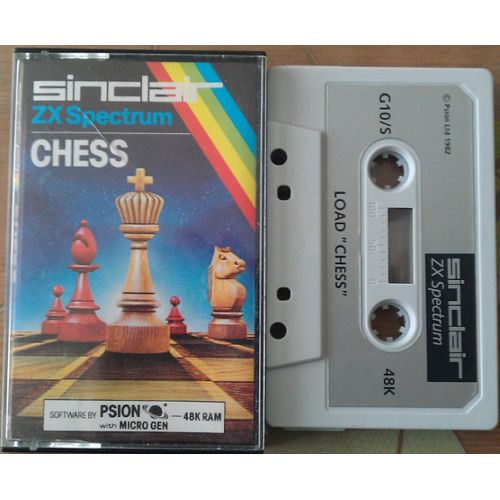 sinclair
ZX Spectrum
CHESS
SOFTWARE BY PSION — 48K RAM
with MICRO GEN
© Psion Ltd 1982
G10/S
LOAD "CHESS"
100 50 0
sinclair
ZX Spectrum
48K